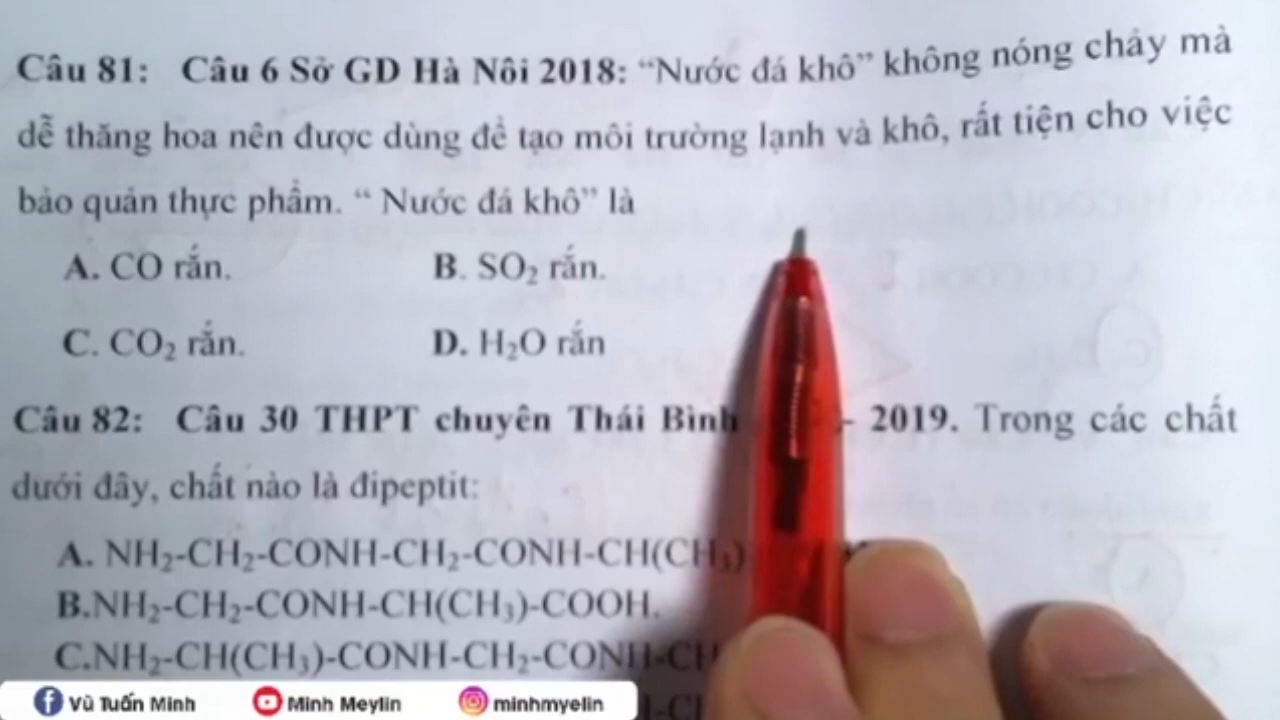 Câu 81: Câu 6 Sở GD Hà Nội 2018: “Nước đá khô” không nóng chảy mà
dễ thăng hoa nên được dùng để tạo môi trường lạnh và khô, rất tiện cho việc
bảo quản thực phẩm. “ Nước đá khô” là
A. CO rắn. B. SO₂ rắn.
C. CO₂ rắn. D. H₂O rắn
Câu 82: Câu 30 THPT chuyên Thái Bình - 2019. Trong các chất
dưới đây, chất nào là đipeptit:
A. NH₂-CH₂-CONH-CH₂-CONH-CH(CH₃)
B.NH₂-CH₂-CONH-CH(CH₃)-COOH.
C.NH₂-CH(CH₃)-CONH-CH₂-CONH-CH
Vũ Tuấn Minh Minh Meylin minhmyelin